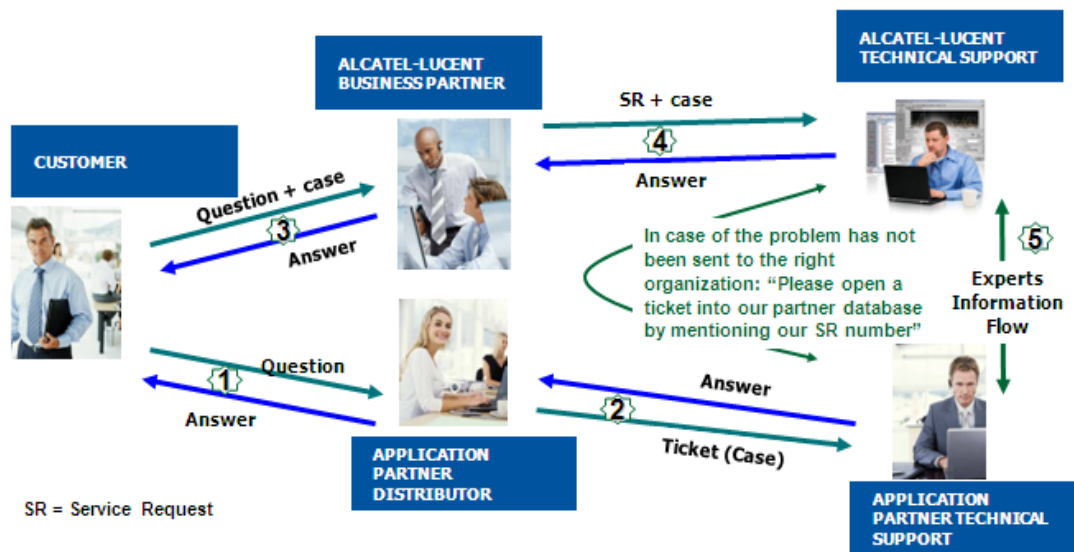 ALCATEL-LUCENT
BUSINESS PARTNER
ALCATEL-LUCENT
TECHNICAL SUPPORT
CUSTOMER
SR + case
4
Answer
Question + case
3
Answer
In case of the problem has not
been sent to the right
organization: “Please open a
ticket into our partner database
by mentioning our SR number”
5
Experts
Information
Flow
Question
1
Answer
Answer
2
Ticket (Case)
APPLICATION
PARTNER
DISTRIBUTOR
APPLICATION
PARTNER TECHNICAL
SUPPORT
SR = Service Request